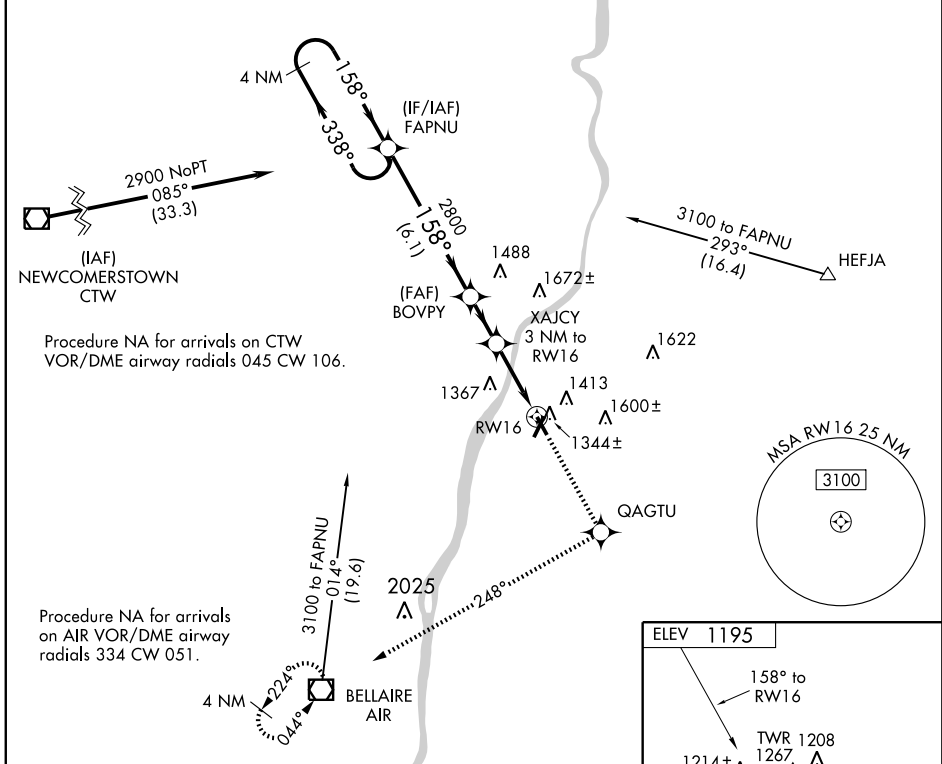 4 NM
158°
338°
(IF/IAF)
FAPNU
2900 NoPT
085°
(33.3)
(IAF)
NEWCOMERSTOWN
CTW
2800
158°
(6.1)
3100 to FAPNU
293°
(16.4)
HEFJA
1488
1672±
(FAF)
BOVPY
XAJCY
3 NM to
RW16
Procedure NA for arrivals on CTW
VOR/DME airway radials 045 CW 106.
1622
1367
1413
1600±
RW16
1344±
MSA RW16 25 NM
3100
QAGTU
3100 to FAPNU
014°
(19.6)
2025
248°
Procedure NA for arrivals
on AIR VOR/DME airway
radials 334 CW 051.
4 NM
224°
044°
BELLAIRE
AIR
ELEV 1195
158° to
RW16
TWR 1208
1214± 1267